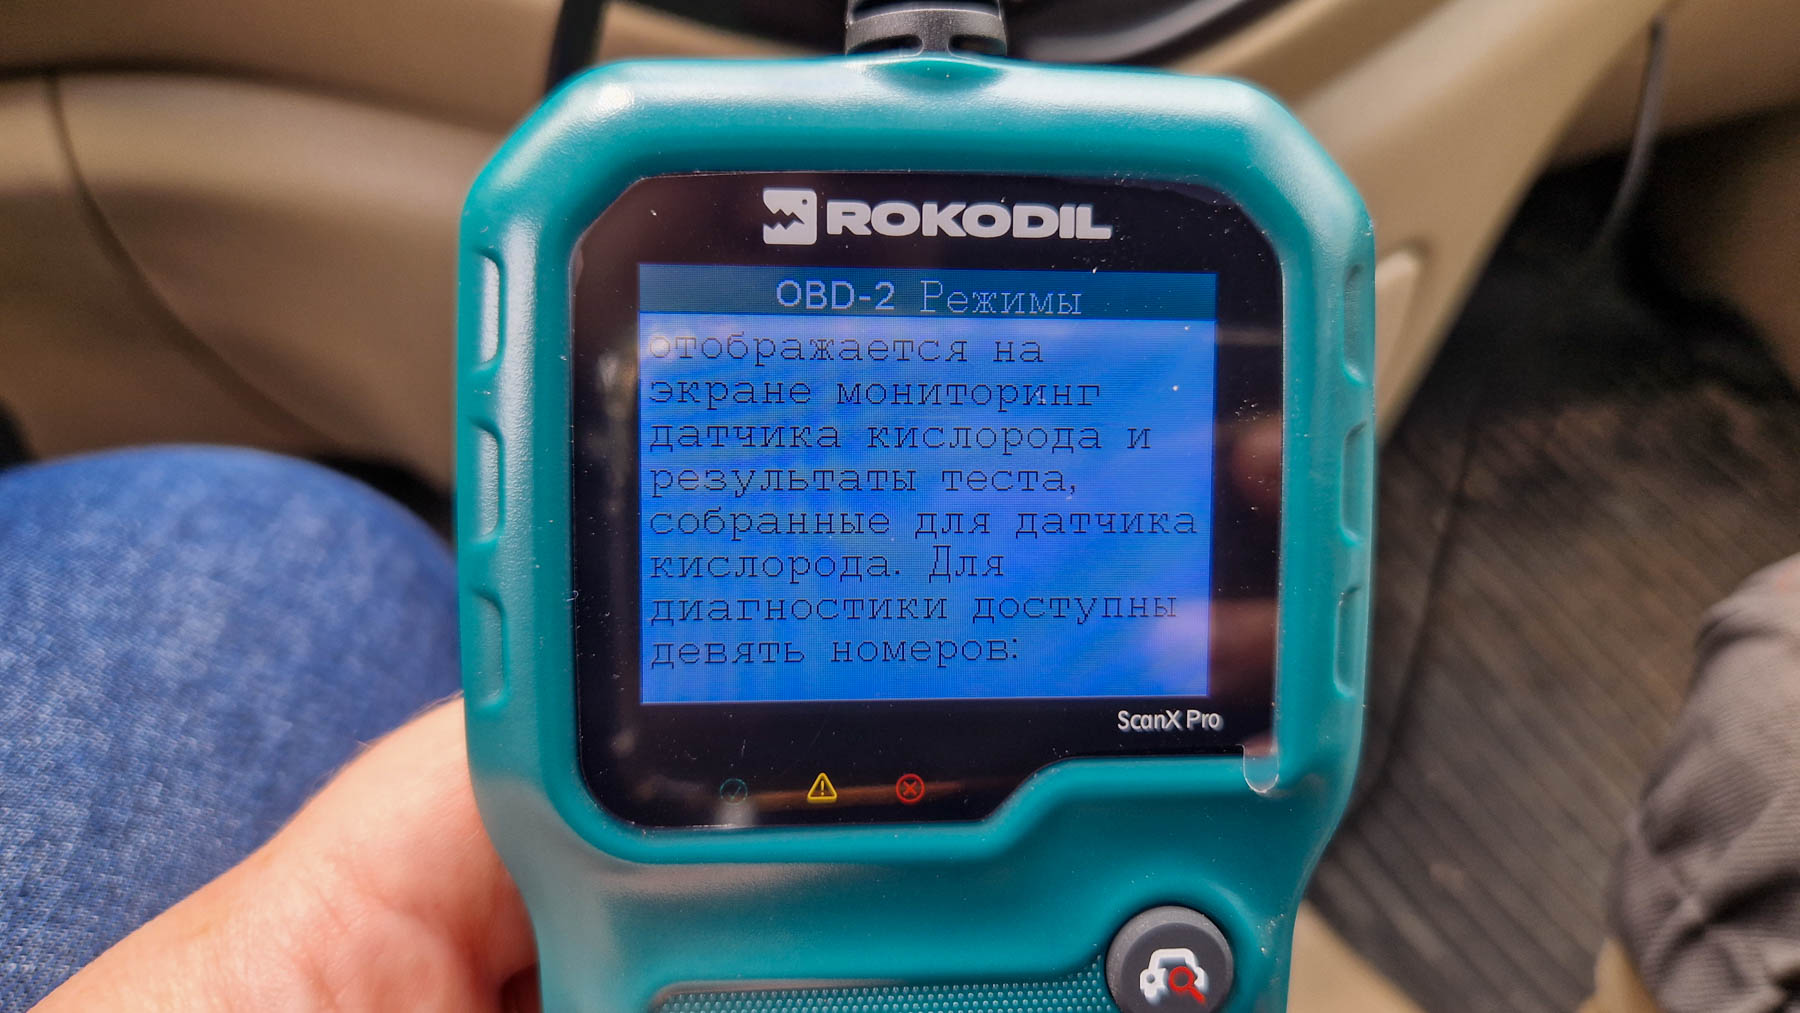 ROKODIL
OBD-2 Режимы
отображается на
экране мониторинг
датчика кислорода и
результаты теста,
собранные для датчика
кислорода. Для
диагностики доступны
девять номеров:
ScanX Pro